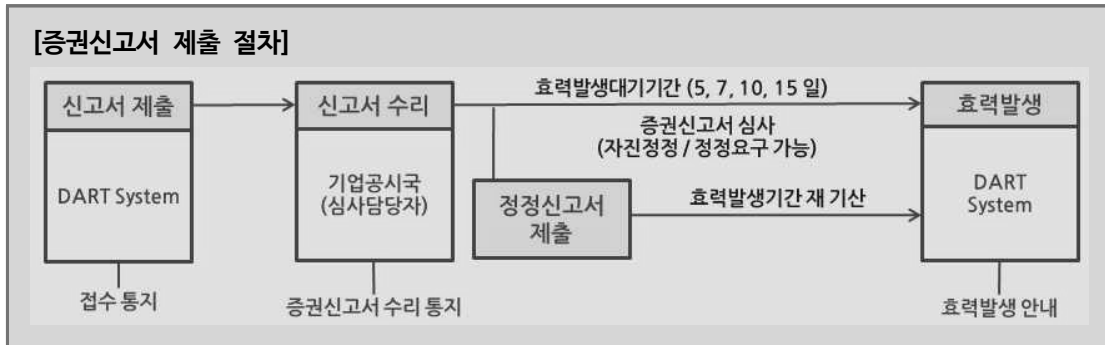 [증권신고서 제출 절차]
신고서 제출
DART System
접수 통지
신고서 수리
기업공시국
(심사담당자)
증권신고서 수리 통지
효력발생대기기간 (5, 7, 10, 15 일)
증권신고서 심사
(자진정정 / 정정요구 가능)
정정신고서
제출
효력발생기간 재 기산
효력발생
DART
System
효력발생 안내